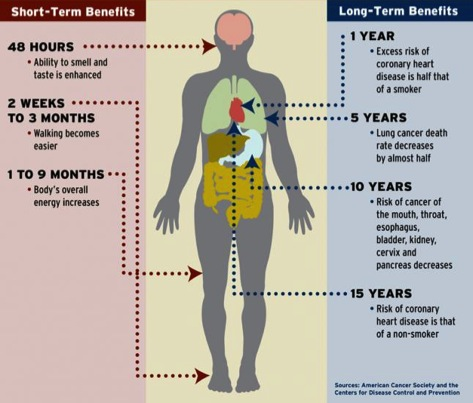 Short-Term Benefits
48 HOURS
• Ability to smell and
taste is enhanced
2 WEEKS
TO 3 MONTHS
• Walking becomes
easier
1 TO 9 MONTHS
• Body's overall
energy increases
Long-Term Benefits
1 YEAR
• Excess risk of
coronary heart
disease is half that
of a smoker
5 YEARS
• Lung cancer death
rate decreases
by almost half
10 YEARS
• Risk of cancer of
the mouth, throat,
esophagus,
bladder, kidney,
cervix and
pancreas decreases
15 YEARS
• Risk of coronary
heart disease is that
of a non-smoker
Sources: American Cancer Society and the
Centers for Disease Control and Prevention